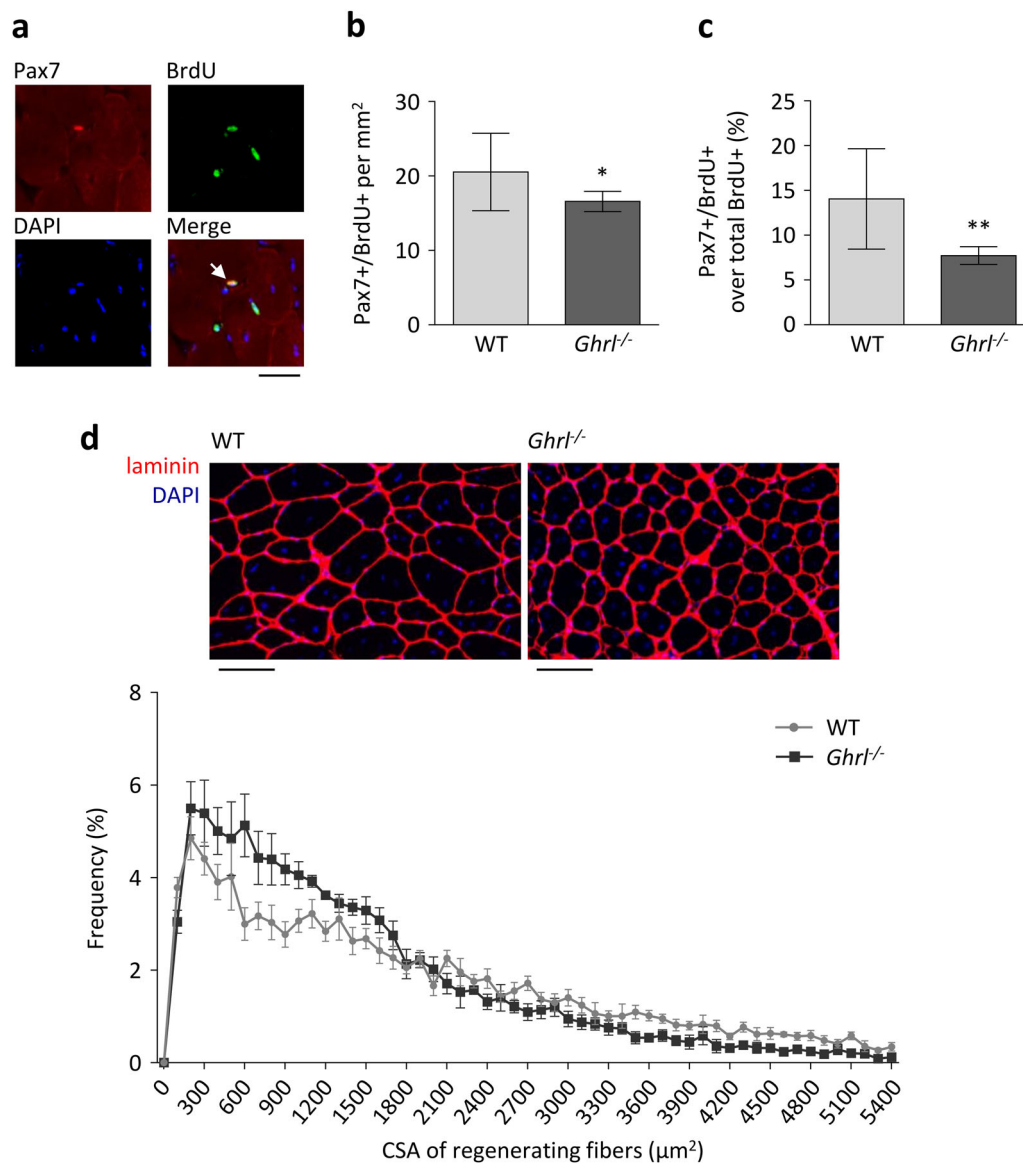 a
Pax7 BrdU
DAPI Merge
b
Pax7+/BrdU+ per mm²
30
20
10
0
*
WT Ghrl-/-
c
Pax7+/BrdU+
over total BrdU+ (%)
25
20
15
10
5
0
**
WT Ghrl-/-
d
WT Ghrl-/-
laminin
DAPI
Frequency (%)
8
6
4
2
0
WT
Ghrl-/-
0 300 600 900 1200 1500 1800 2100 2400 2700 3000 3300 3600 3900 4200 4500 4800 5100 5400
CSA of regenerating fibers (µm²)